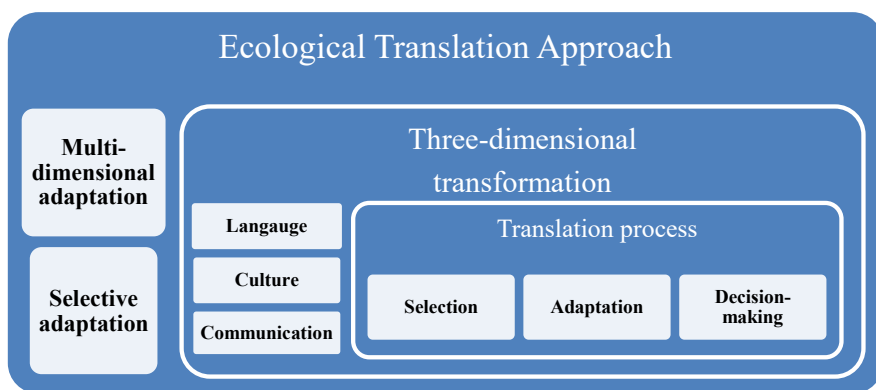 Ecological Translation Approach
Multi-
dimensional
adaptation
Selective
adaptation
Three-dimensional
transformation
Langauge
Culture
Communication
Translation process
Selection
Adaptation
Decision-
making